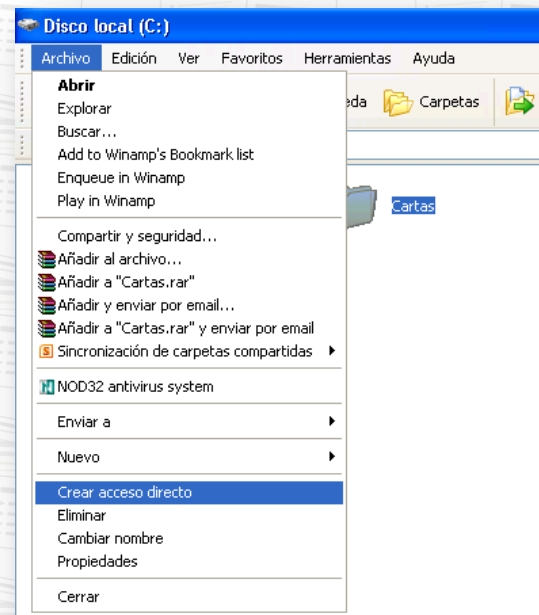 Disco local (C:)
Archivo Edición Ver Favoritos Herramientas Ayuda
Carpetas
Cartas
Abrir
Explorar
Buscar...
Add to Winamp's Bookmark list
Enqueue in Winamp
Play in Winamp
Compartir y seguridad...
Añadir al archivo...
Añadir a "Cartas.rar"
Añadir y enviar por email...
Añadir a "Cartas.rar" y enviar por email
Sincronización de carpetas compartidas
NOD32 antivirus system
Enviar a
Nuevo
Crear acceso directo
Eliminar
Cambiar nombre
Propiedades
Cerrar